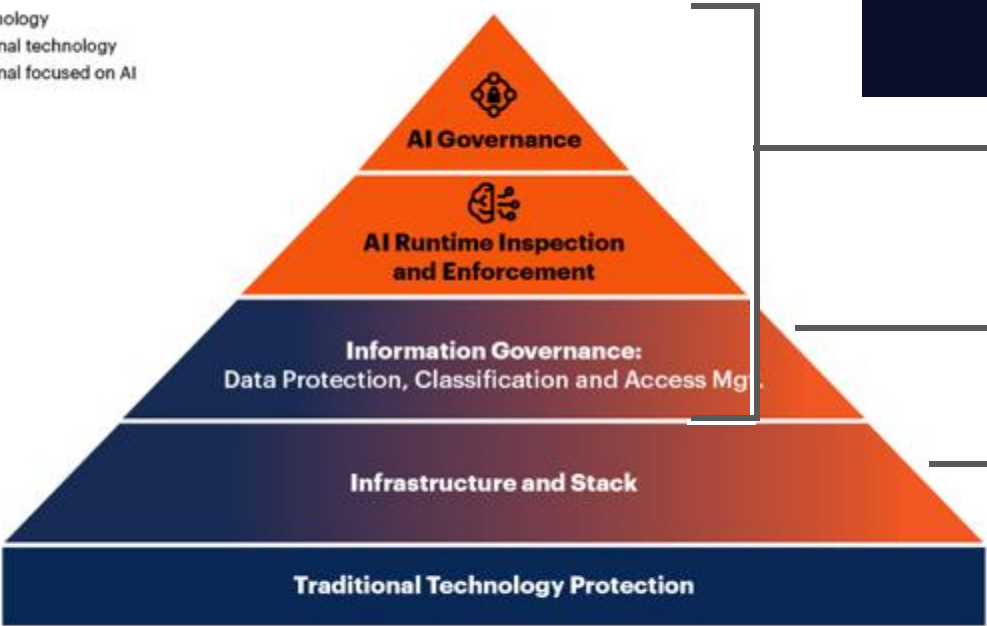 nology
nal technology
nal focused on AI
AI Governance
AI Runtime Inspection
and Enforcement
Information Governance:
Data Protection, Classification and Access Mgt.
Infrastructure and Stack
Traditional Technology Protection